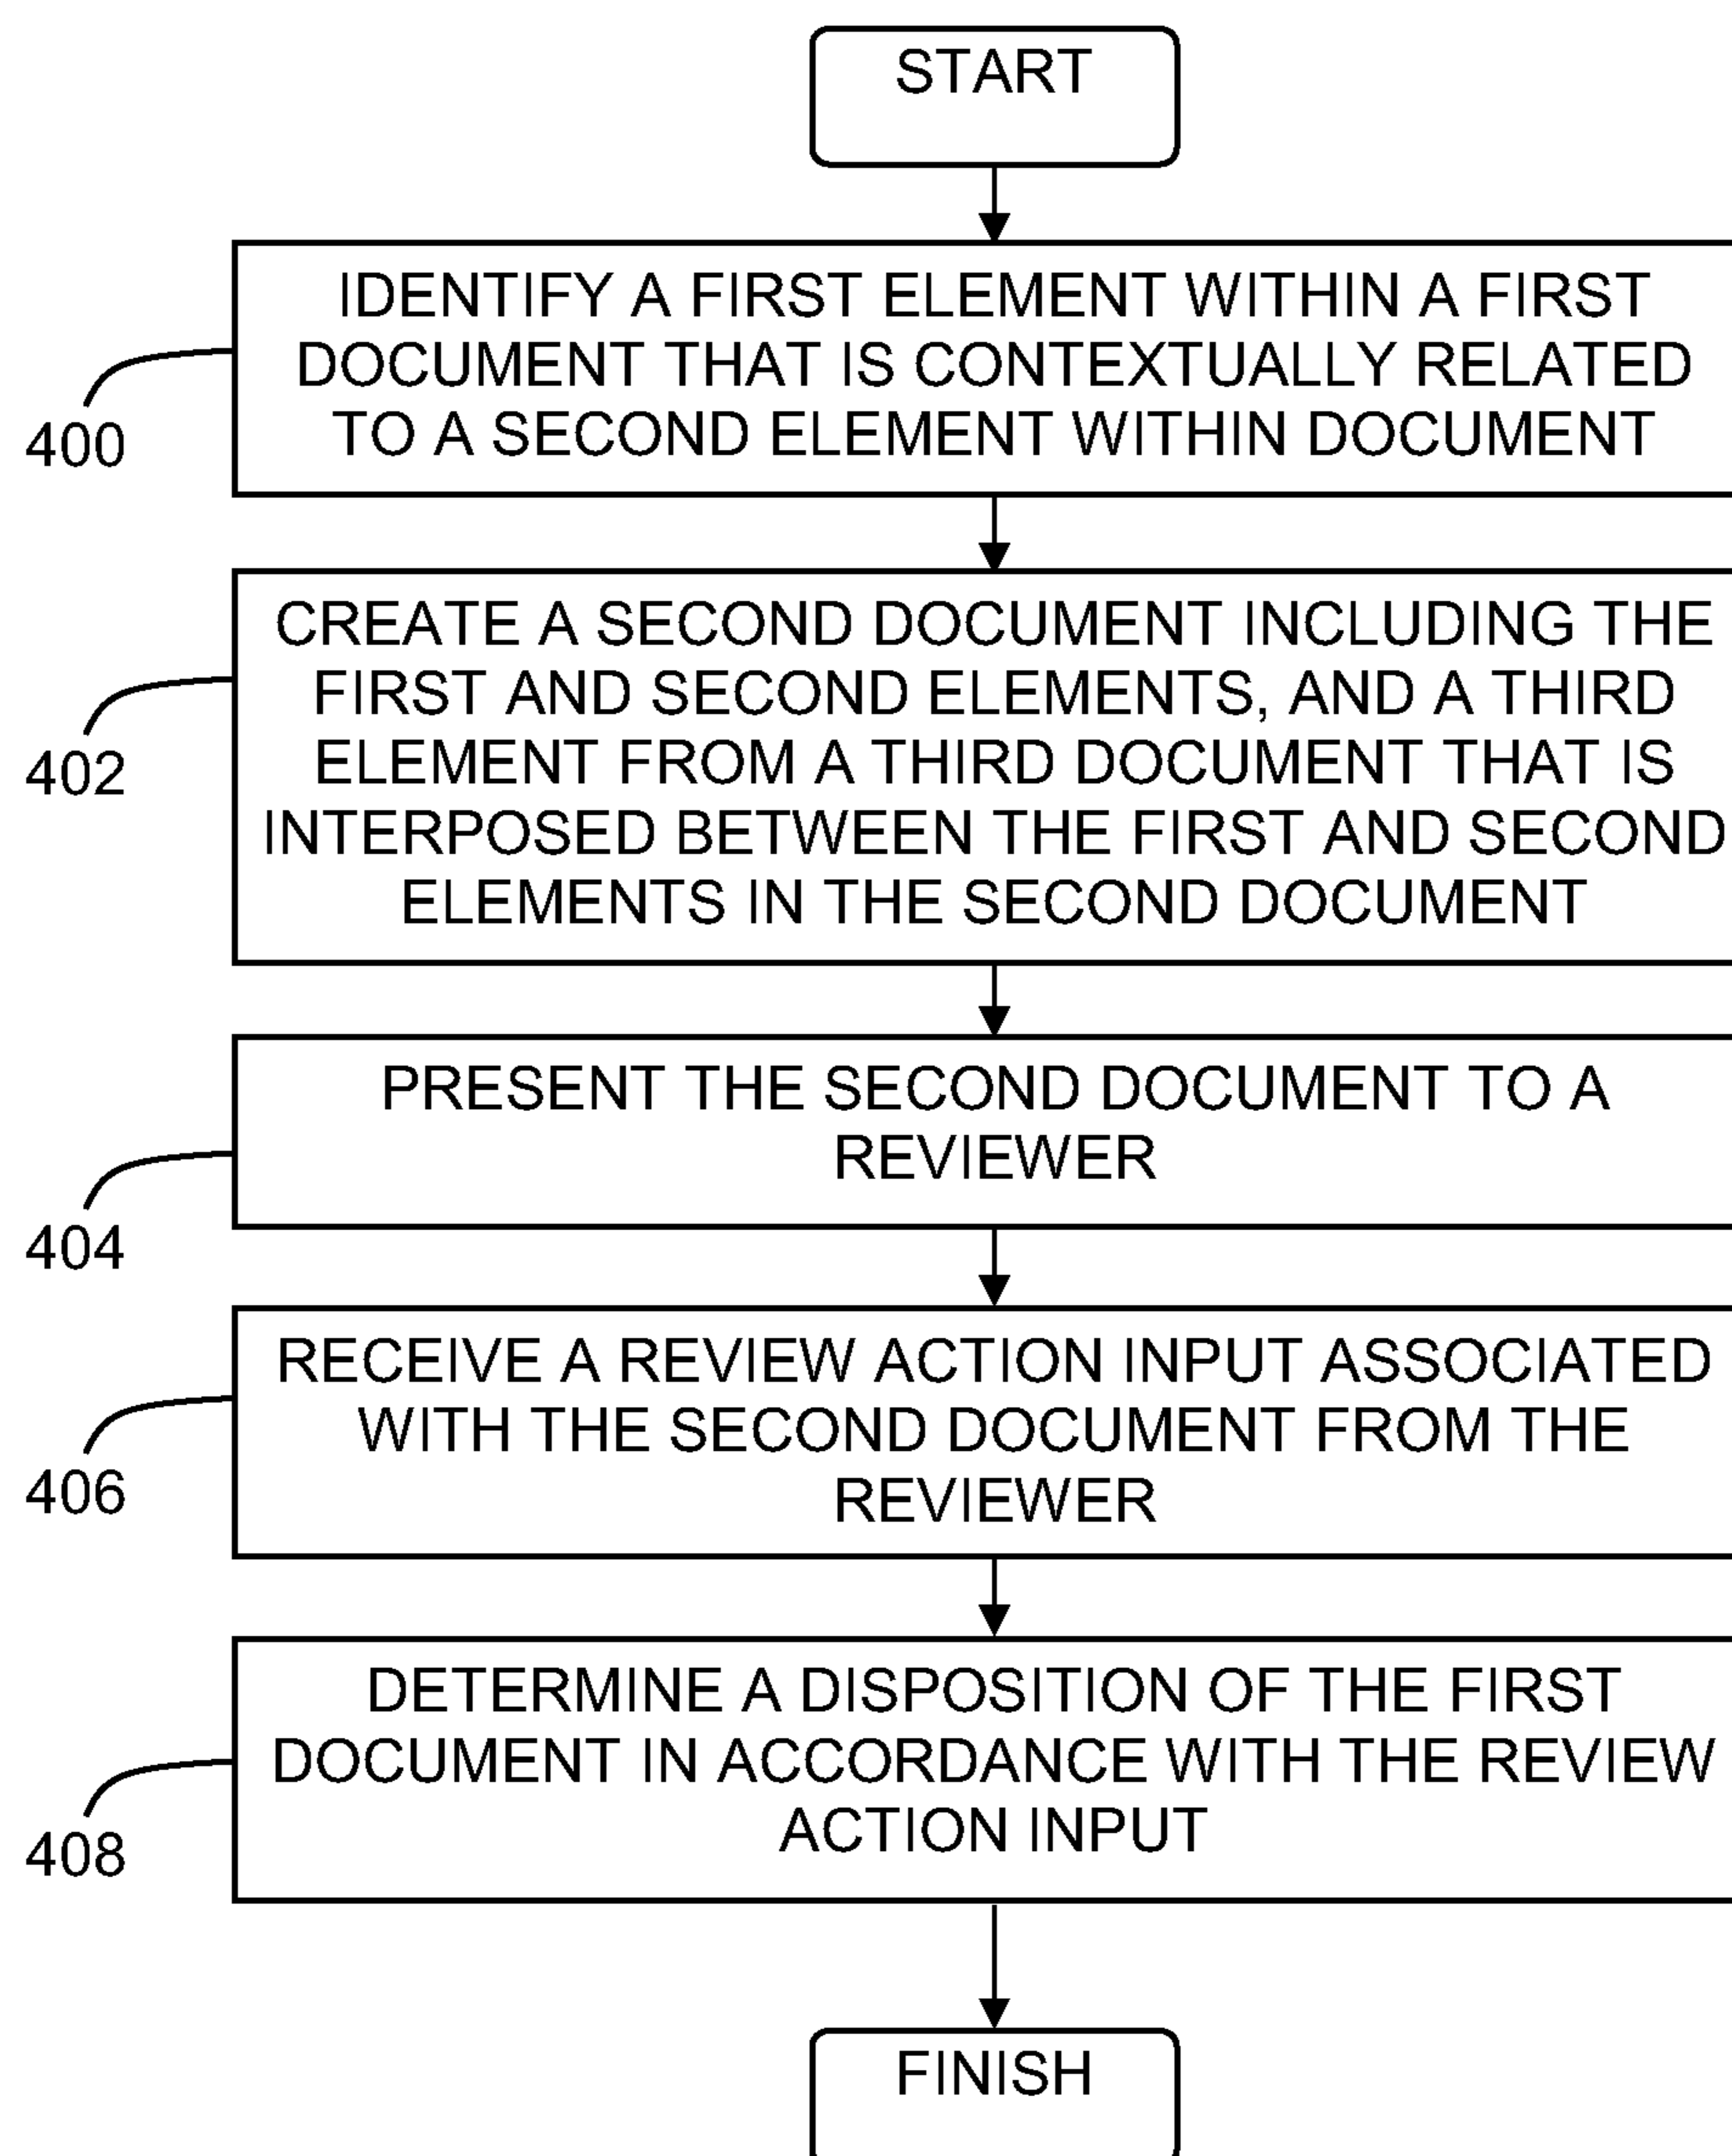 START
IDENTIFY A FIRST ELEMENT WITHIN A FIRST
DOCUMENT THAT IS CONTEXTUALLY RELATED
TO A SECOND ELEMENT WITHIN DOCUMENT
400
CREATE A SECOND DOCUMENT INCLUDING THE
FIRST AND SECOND ELEMENTS, AND A THIRD
ELEMENT FROM A THIRD DOCUMENT THAT IS
INTERPOSED BETWEEN THE FIRST AND SECOND
ELEMENTS IN THE SECOND DOCUMENT
402
PRESENT THE SECOND DOCUMENT TO A
REVIEWER
404
RECEIVE A REVIEW ACTION INPUT ASSOCIATED
WITH THE SECOND DOCUMENT FROM THE
REVIEWER
406
DETERMINE A DISPOSITION OF THE FIRST
DOCUMENT IN ACCORDANCE WITH THE REVIEW
ACTION INPUT
408
FINISH